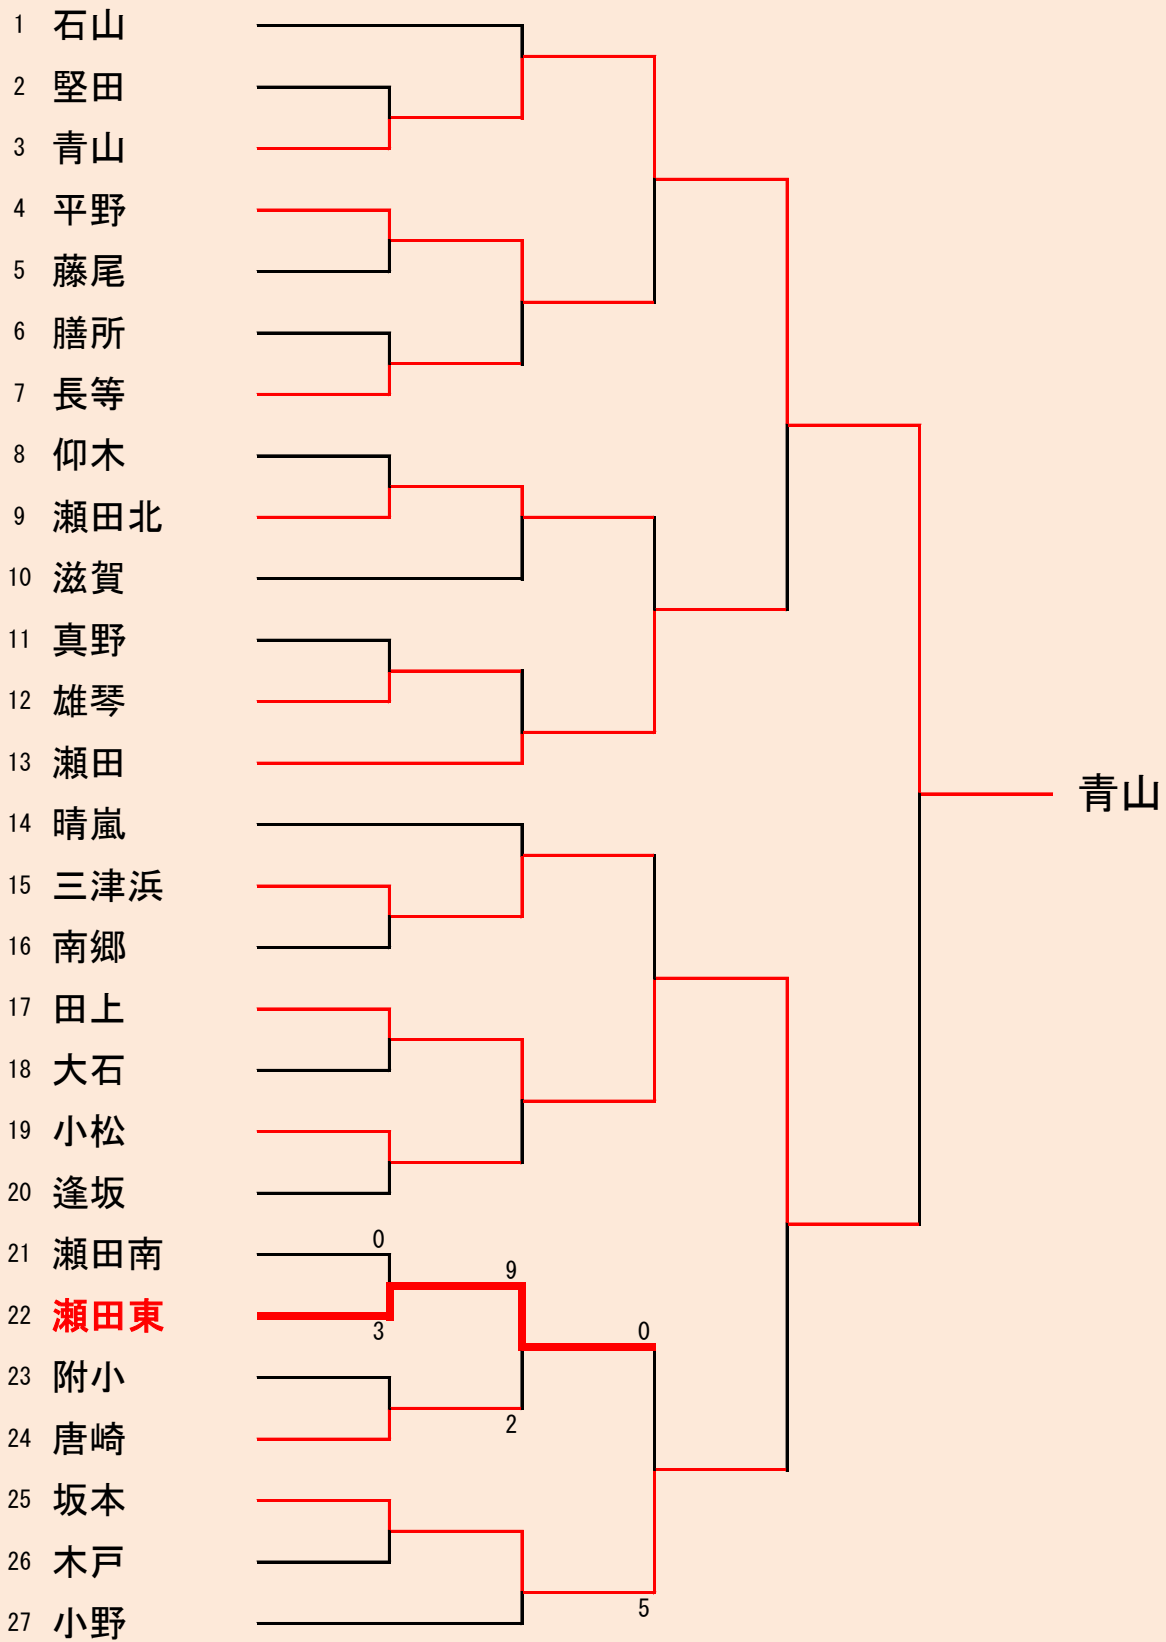 1 石山
2 堅田
3 青山
4 平野
5 藤尾
6 膳所
7 長等
8 仰木
9 瀬田北
10 滋賀
11 真野
12 雄琴
13 瀬田
青山
14 晴嵐
15 三津浜
16 南郷
17 田上
18 大石
19 小松
20 逢坂
21 瀬田南 0
9
22 瀬田東 3
0
23 附小
2
24 唐崎
25 坂本
26 木戸
5
27 小野